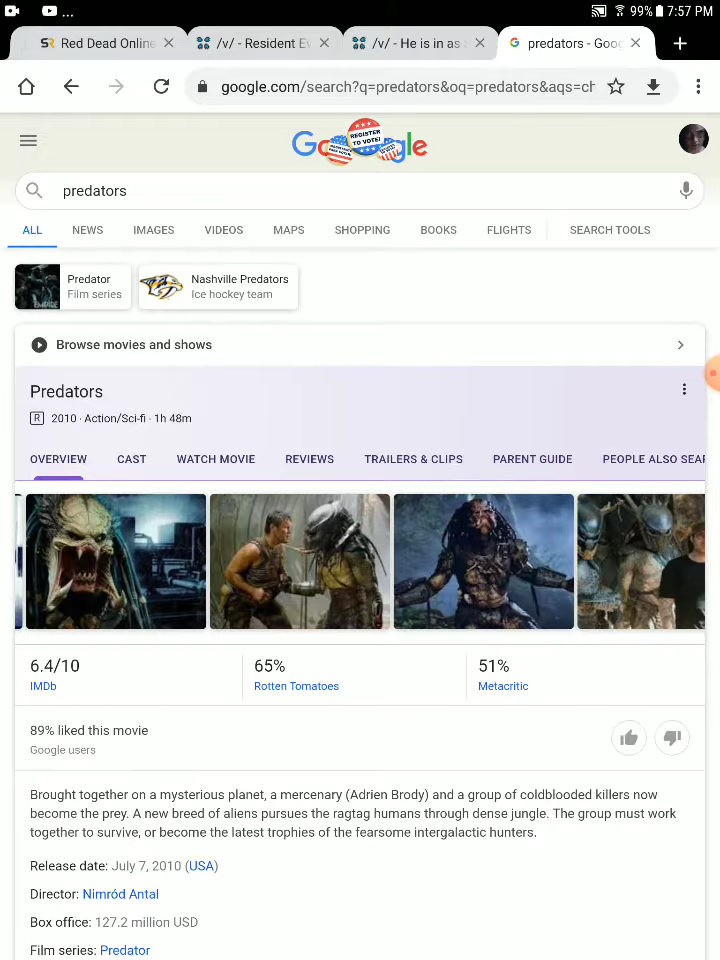 ... 99% 7:57 PM
Red Dead Online
/v/ - Resident Ev
/v/ - He is in as
predators - Goo
google.com/search?q=predators&oq=predators&aqs=ch
Google
REGISTER TO VOTE!
predators
ALL NEWS IMAGES VIDEOS MAPS SHOPPING BOOKS FLIGHTS SEARCH TOOLS
Predator
Film series
Nashville Predators
Ice hockey team
Browse movies and shows
Predators
R 2010 · Action/Sci-fi · 1h 48m
OVERVIEW CAST WATCH MOVIE REVIEWS TRAILERS & CLIPS PARENT GUIDE PEOPLE ALSO SEAR
6.4/10
IMDb
65%
Rotten Tomatoes
51%
Metacritic
89% liked this movie
Google users
Brought together on a mysterious planet, a mercenary (Adrien Brody) and a group of coldblooded killers now
become the prey. A new breed of aliens pursues the ragtag humans through dense jungle. The group must work
together to survive, or become the latest trophies of the fearsome intergalactic hunters.
Release date: July 7, 2010 (USA)
Director: Nimród Antal
Box office: 127.2 million USD
Film series: Predator